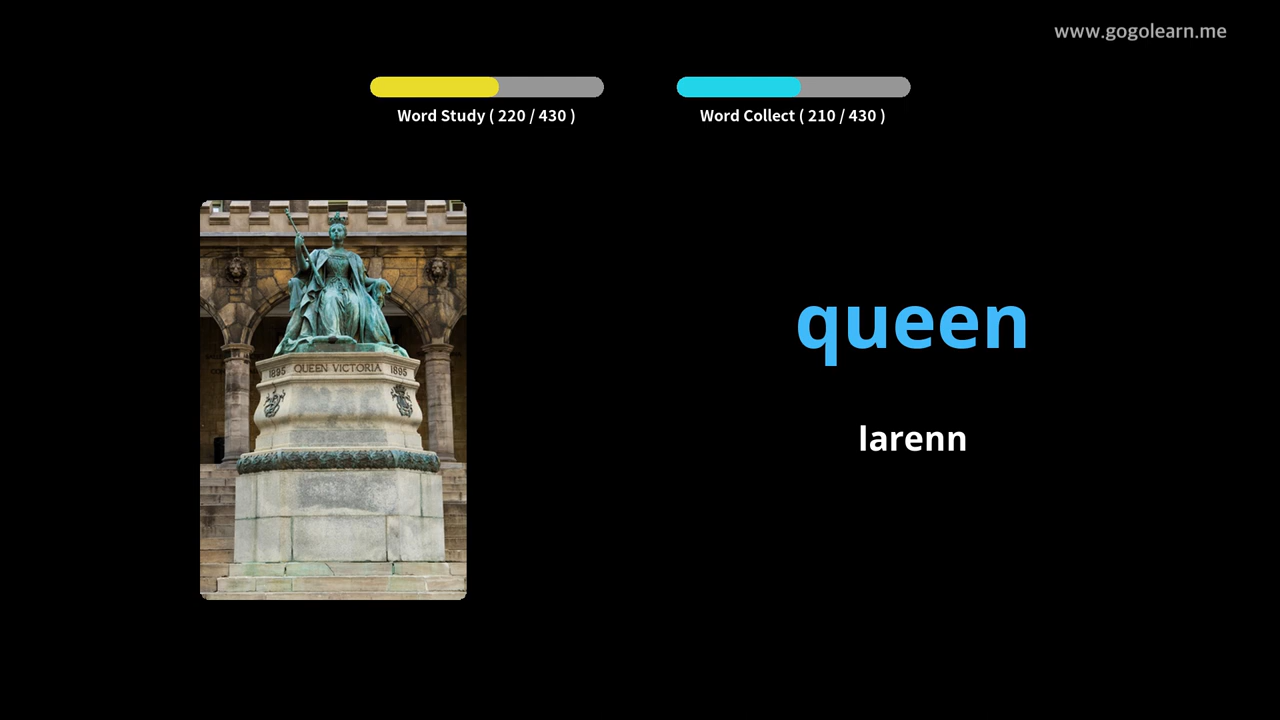 www.gogolearn.me
Word Study ( 220 / 430 )
Word Collect ( 210 / 430 )
1895 QUEEN VICTORIA 1895
queen
larenn